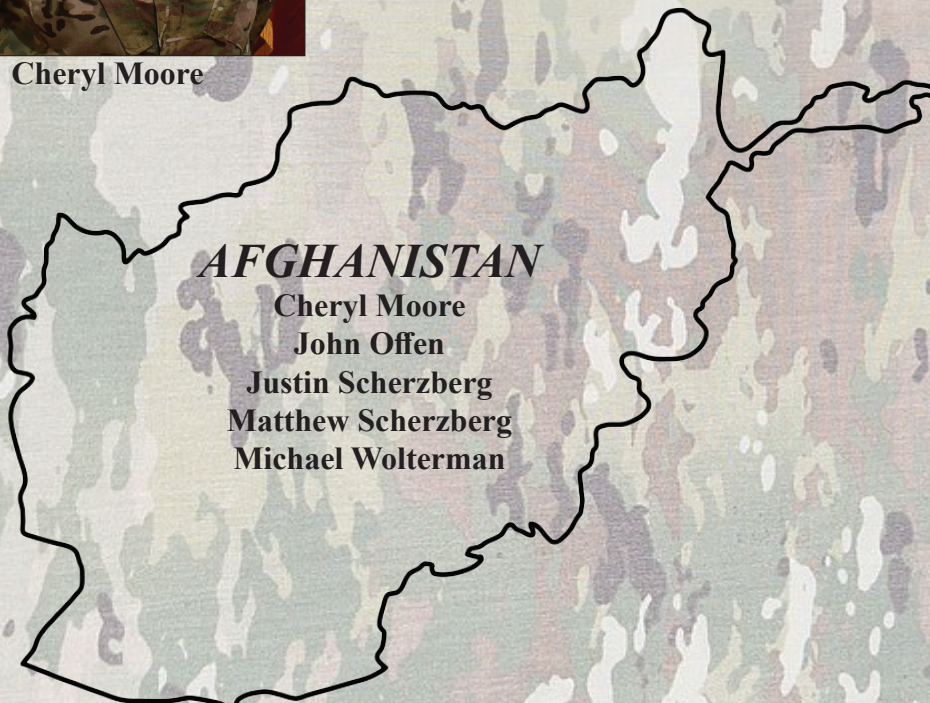 Cheryl Moore
AFGHANISTAN
Cheryl Moore
John Offen
Justin Scherzberg
Matthew Scherzberg
Michael Wolterman